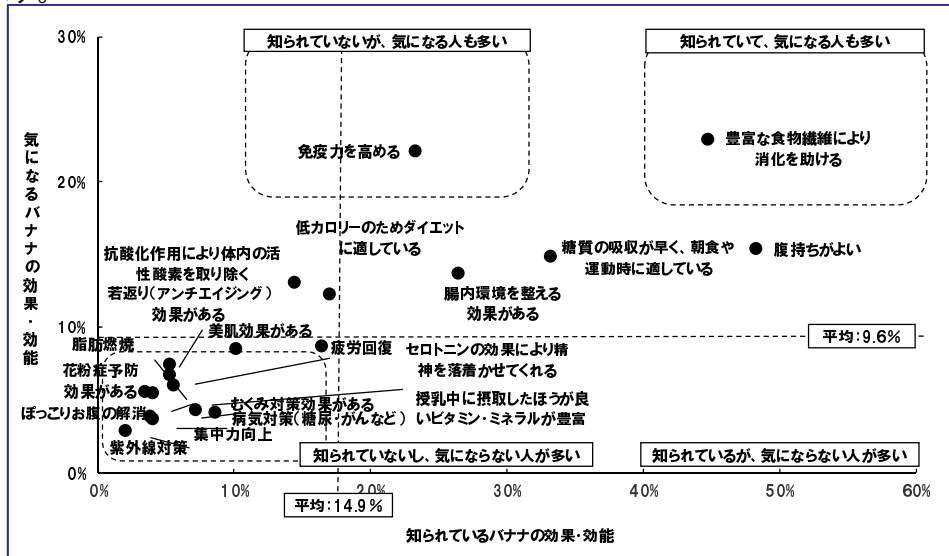 す。
30%
知られていないが、気になる人も多い
知られていて、気になる人も多い
気になるバナナの効果・効能
免疫力を高める
豊富な食物繊維により
消化を助ける
20%
低カロリーのためダイエット
に適している
抗酸化作用により体内の活
性酸素を取り除く
糖質の吸収が早く、朝食や
運動時に適している
腹持ちがよい
若返り(アンチエイジング)
効果がある
腸内環境を整える
効果がある
10%
美肌効果がある
平均:9.6%
脂肪燃焼
疲労回復
セロトニンの効果により精
神を落着かせてくれる
花粉症予防
効果がある
むくみ対策効果がある
授乳中に摂取したほうが良
いビタミン・ミネラルが豊富
ぽっこりお腹の解消
病気対策(糖尿・がんなど)
集中力向上
紫外線対策
知られていないし、気にならない人が多い
知られているが、気にならない人が多い
0%
0%
10%
20%
30%
40%
50%
60%
平均:14.9%
知られているバナナの効果・効能